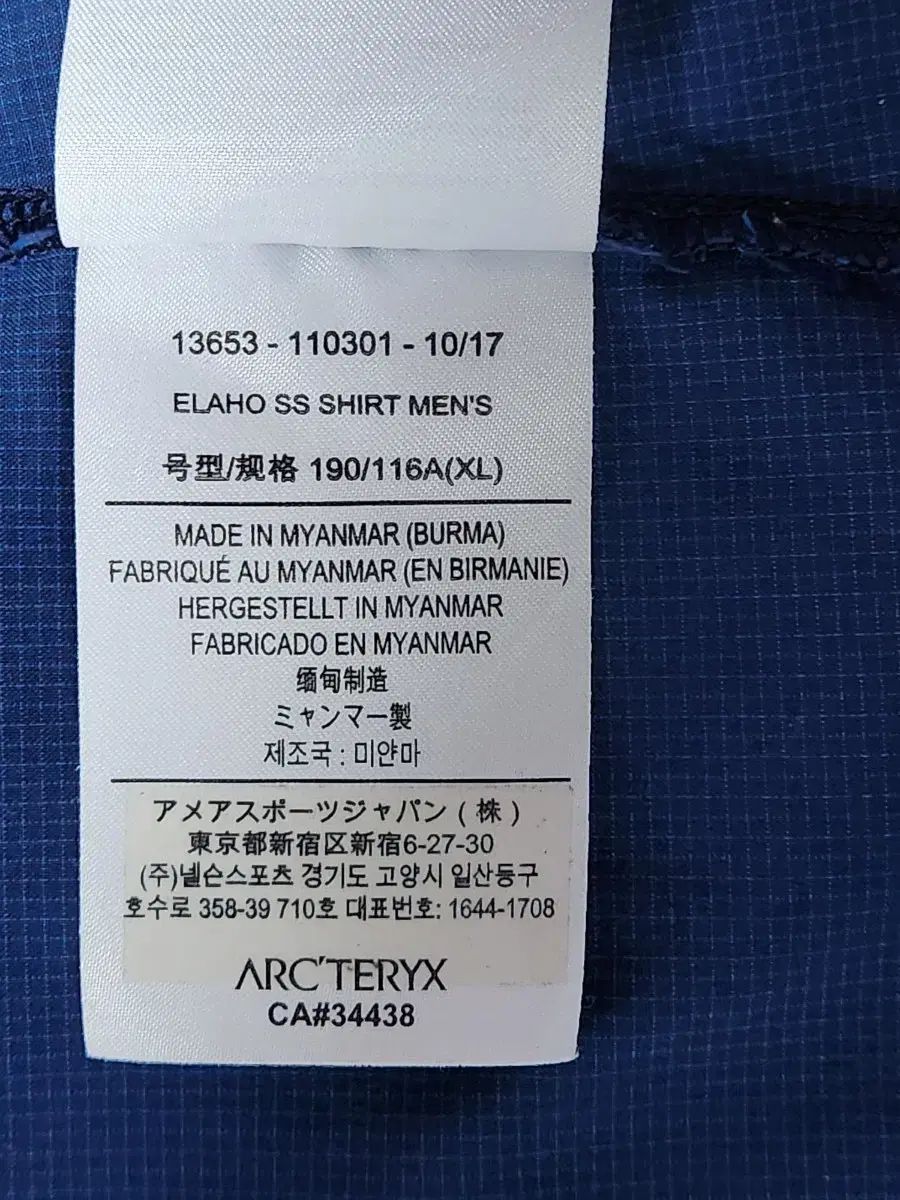 13653 - 110301 - 10/17
ELAHO SS SHIRT MEN'S
号型/规格 190/116A(XL)
MADE IN MYANMAR (BURMA)
FABRIQUÉ AU MYANMAR (EN BIRMANIE)
HERGESTELLT IN MYANMAR
FABRICADO EN MYANMAR
缅甸制造
ミャンマー製
제조국 : 미얀마
アメアスポーツジャパン ( 株 )
東京都新宿区新宿6-27-30
(주)넬슨스포츠 경기도 고양시 일산동구
호수로 358-39 710호 대표번호: 1644-1708
ARC'TERYX
CA#34438